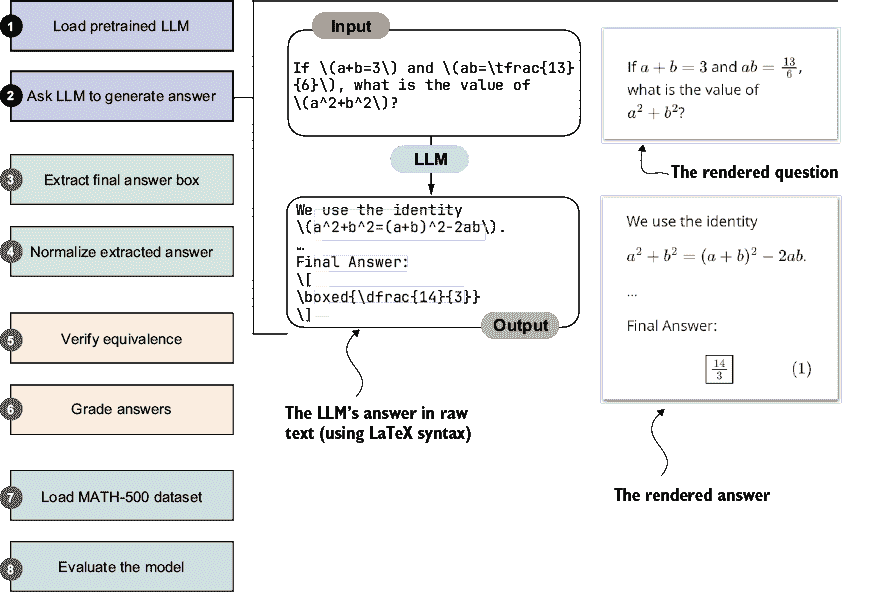 1 Load pretrained LLM
2 Ask LLM to generate answer
3 Extract final answer box
4 Normalize extracted answer
5 Verify equivalence
6 Grade answers
7 Load MATH-500 dataset
8 Evaluate the model
Input
If \(a+b=3\) and \(ab=\tfrac{13}
{6}\), what is the value of
\(a^2+b^2\)?
LLM
We use the identity
\(a^2+b^2=(a+b)^2-2ab\).
…
Final Answer:
\[
\boxed{\dfrac{14}{3}}
\]
Output
The LLM's answer in raw
text (using LaTeX syntax)
If a + b = 3 and ab = 13/6,
what is the value of
a² + b²?
The rendered question
We use the identity
a² + b² = (a + b)² − 2ab.
...
Final Answer:
14/3 (1)
The rendered answer